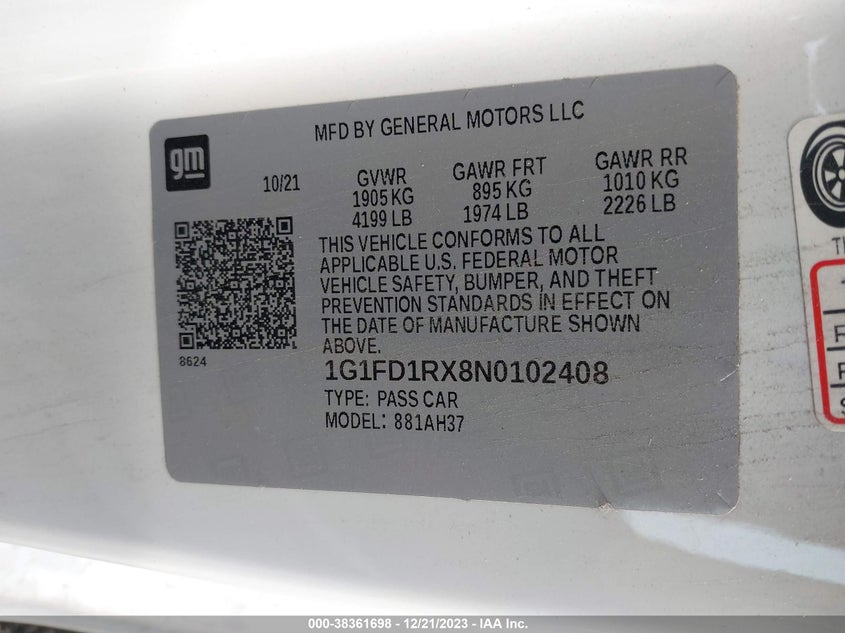 gm
MFD BY GENERAL MOTORS LLC
10/21
GVWR
1905 KG
4199 LB
GAWR FRT
895 KG
1974 LB
GAWR RR
1010 KG
2226 LB
THIS VEHICLE CONFORMS TO ALL
APPLICABLE U.S. FEDERAL MOTOR
VEHICLE SAFETY, BUMPER, AND THEFT
PREVENTION STANDARDS IN EFFECT ON
THE DATE OF MANUFACTURE SHOWN
ABOVE.
8624
1G1FD1RX8N0102408
TYPE: PASS CAR
MODEL: 881AH37
000-38361698 - 12/21/2023 - IAA Inc.